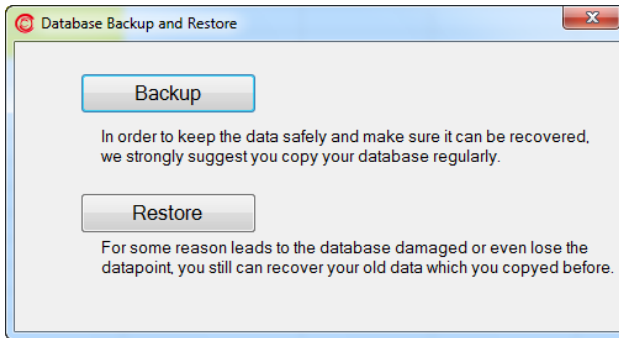 Database Backup and Restore
Backup
In order to keep the data safely and make sure it can be recovered,
we strongly suggest you copy your database regularly.
Restore
For some reason leads to the database damaged or even lose the
datapoint, you still can recover your old data which you copyed before.